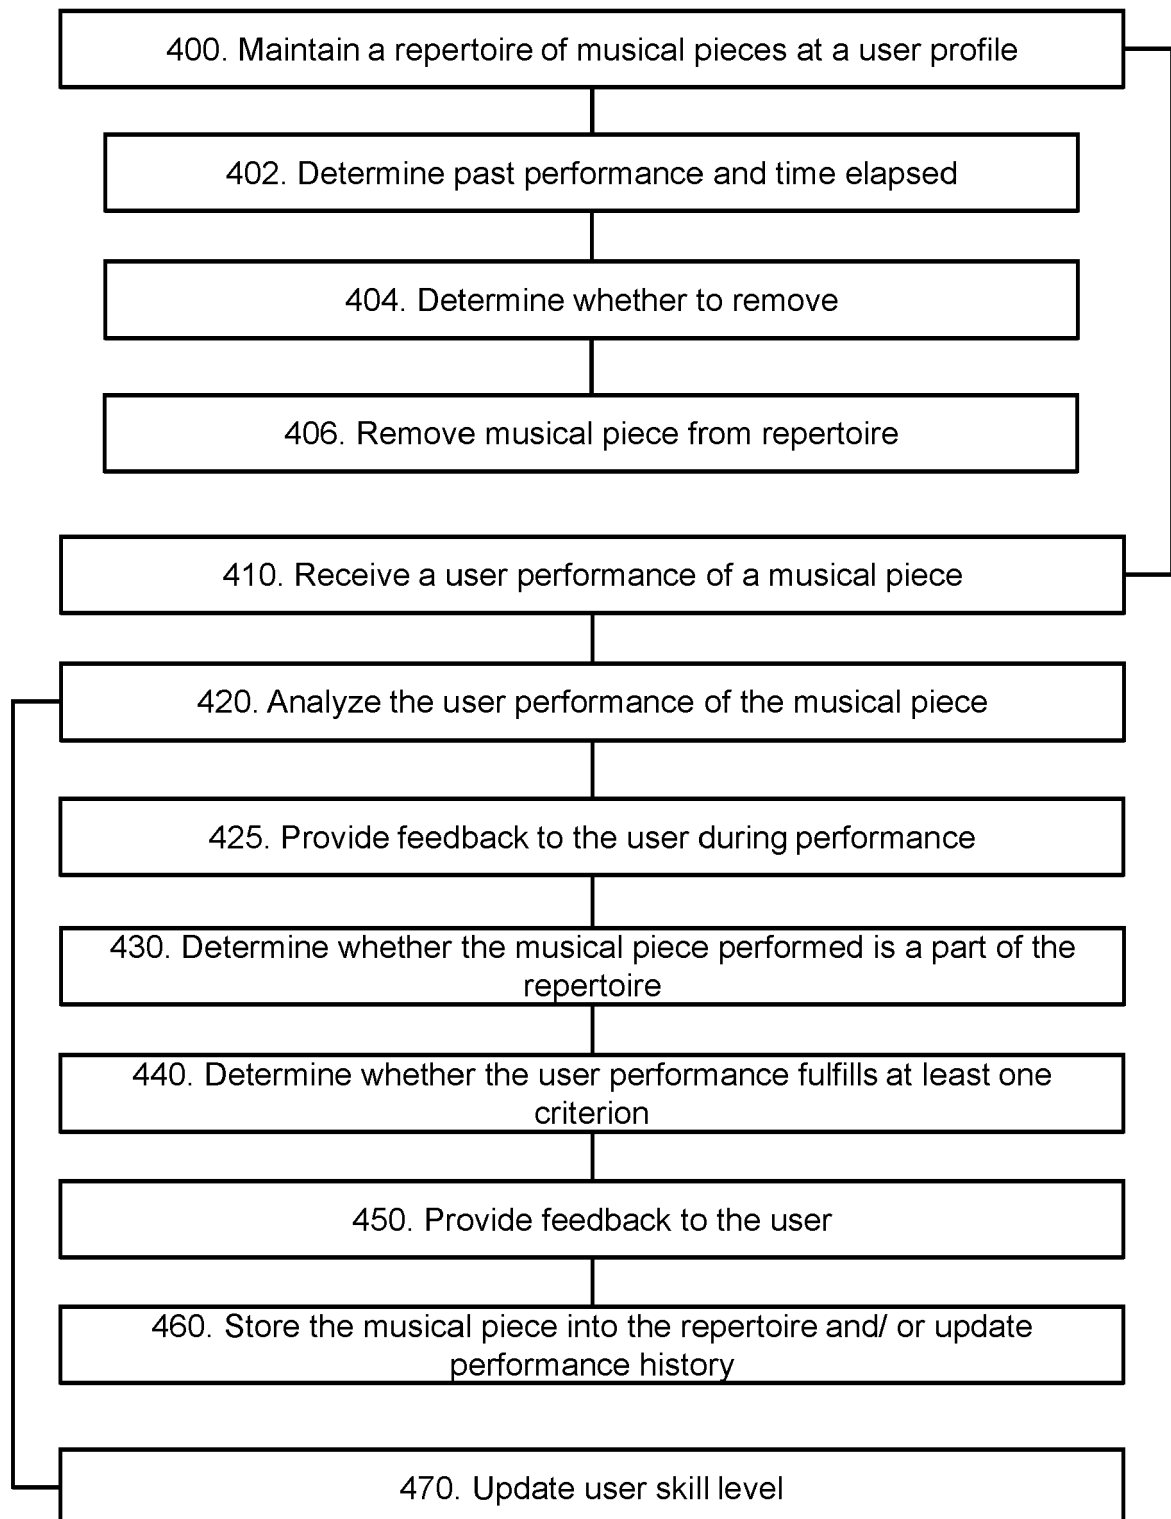 400. Maintain a repertoire of musical pieces at a user profile
402. Determine past performance and time elapsed
404. Determine whether to remove
406. Remove musical piece from repertoire
410. Receive a user performance of a musical piece
420. Analyze the user performance of the musical piece
425. Provide feedback to the user during performance
430. Determine whether the musical piece performed is a part of the
repertoire
440. Determine whether the user performance fulfills at least one
criterion
450. Provide feedback to the user
460. Store the musical piece into the repertoire and/ or update
performance history
470. Update user skill level